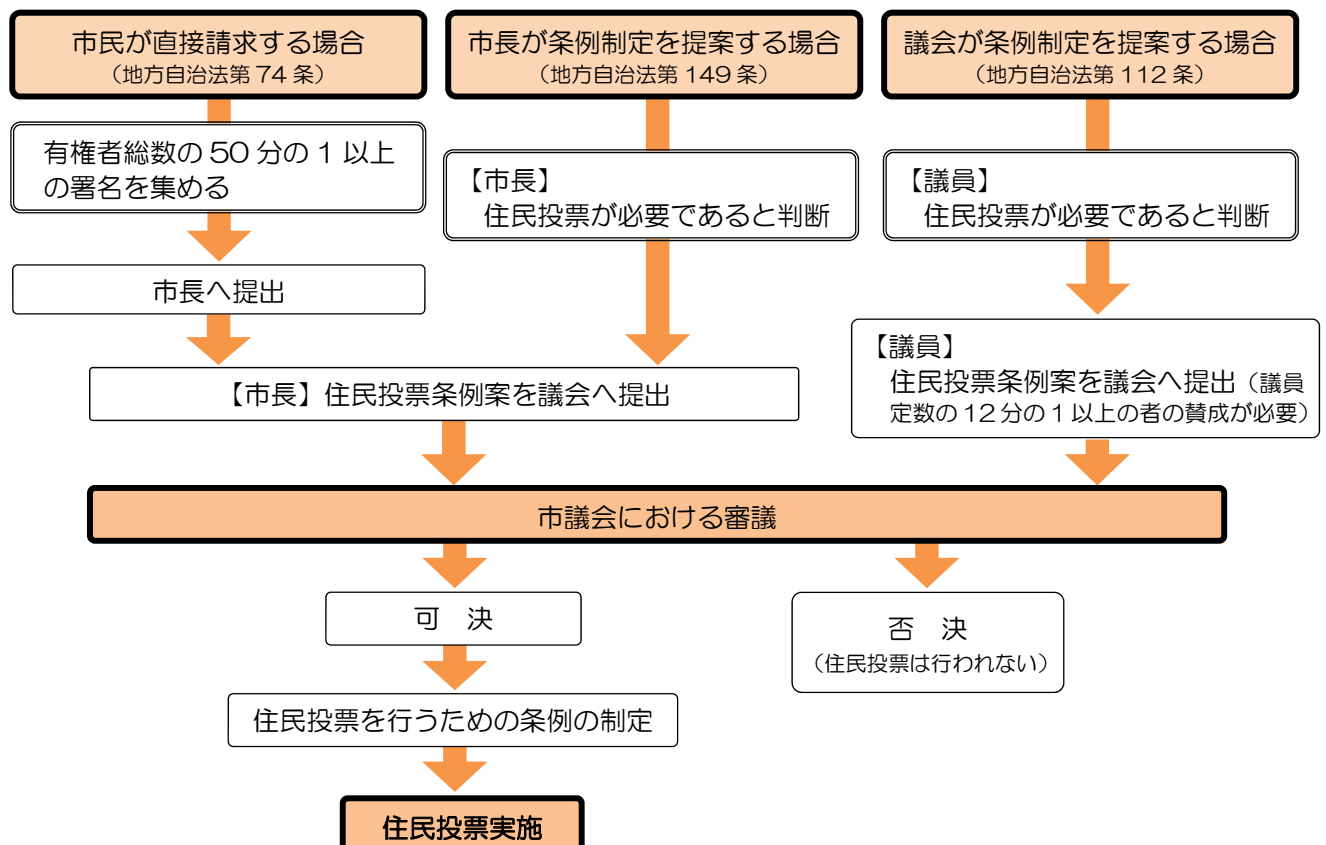 市民が直接請求する場合
（地方自治法第 74 条）
市長が条例制定を提案する場合
（地方自治法第 149 条）
議会が条例制定を提案する場合
（地方自治法第 112 条）
有権者総数の 50 分の 1 以上
の署名を集める
【市長】
住民投票が必要であると判断
【議員】
住民投票が必要であると判断
市長へ提出
【市長】住民投票条例案を議会へ提出
【議員】
住民投票条例案を議会へ提出（議員
定数の 12 分の 1 以上の者の賛成が必要）
市議会における審議
可　決
否　決
（住民投票は行われない）
住民投票を行うための条例の制定
住民投票実施